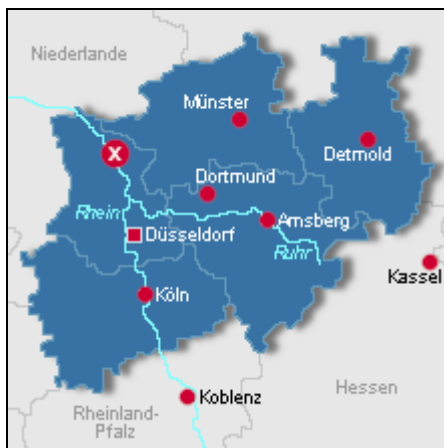 Niederlande
Münster
X
Detmold
Dortmund
Rhein
Arnsberg
Düsseldorf
Ruhr
Kassel
Köln
Hessen
Koblenz
Rheinland-
Pfalz